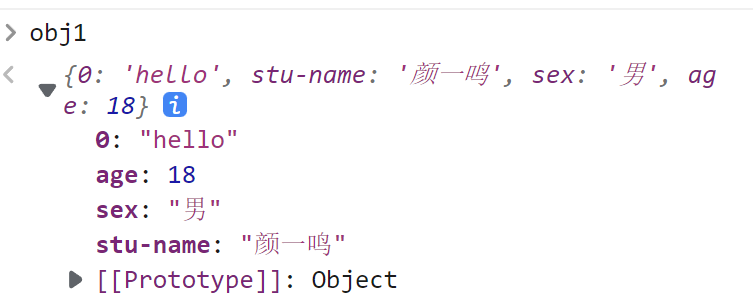 obj1
{0: 'hello', stu-name: '颜一鸣', sex: '男', ag
e: 18} i
0: "hello"
age: 18
sex: "男"
stu-name: "颜一鸣"
[[Prototype]]: Object